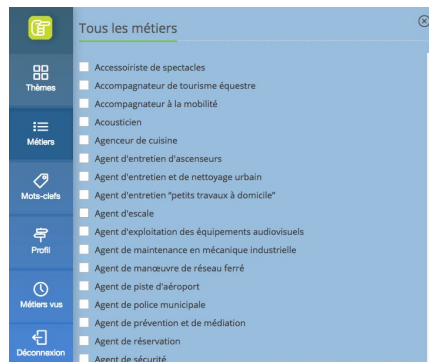 Tous les métiers
Thèmes
Métiers
Mots-clefs
Profil
Métiers vus
Déconnexion
Accessoiriste de spectacles
Accompagnateur de tourisme équestre
Accompagnateur à la mobilité
Acousticien
Agenceur de cuisine
Agent d'entretien d'ascenseurs
Agent d'entretien et de nettoyage urbain
Agent d'entretien "petits travaux à domicile"
Agent d'escale
Agent d'exploitation des équipements audiovisuels
Agent de maintenance en mécanique industrielle
Agent de manœuvre de réseau ferré
Agent de piste d'aéroport
Agent de police municipale
Agent de prévention et de médiation
Agent de réservation
Agent de sécurité